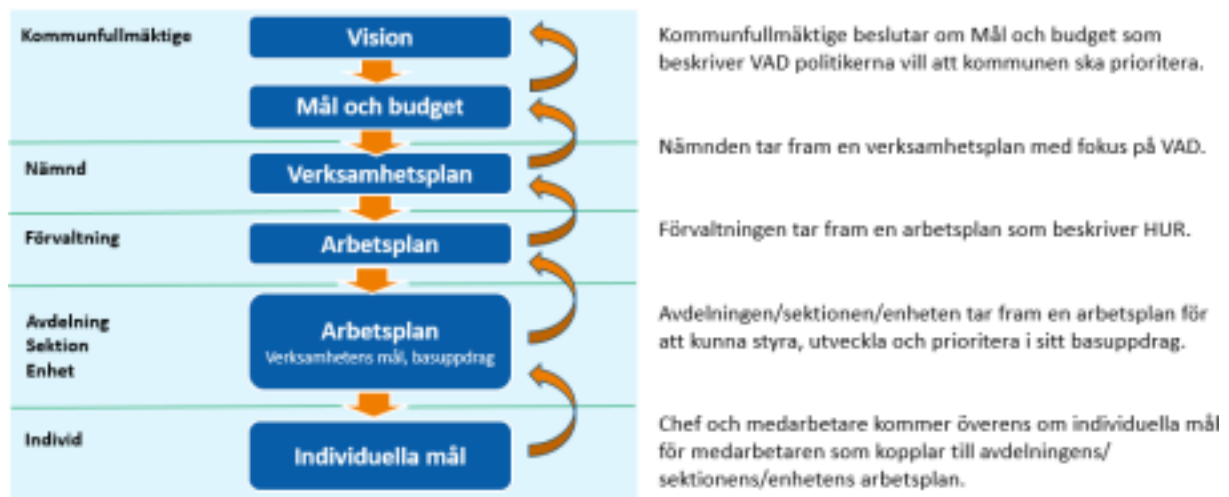 Kommunfullmäktige
Vision
Kommunfullmäktige beslutar om Mål och budget som
beskriver VAD politikerna vill att kommunen ska prioritera.
Mål och budget
Nämnd
Verksamhetsplan
Nämnden tar fram en verksamhetsplan med fokus på VAD.
Förvaltning
Arbetsplan
Förvaltningen tar fram en arbetsplan som beskriver HUR.
Avdelning
Sektion
Enhet
Arbetsplan
Verksamhetens mål, basuppdrag
Avdelningen/sektionen/enheten tar fram en arbetsplan för
att kunna styra, utveckla och prioritera i sitt basuppdrag.
Individ
Individuella mål
Chef och medarbetare kommer överens om individuella mål
för medarbetaren som kopplar till avdelningens/
sektionens/enhetens arbetsplan.